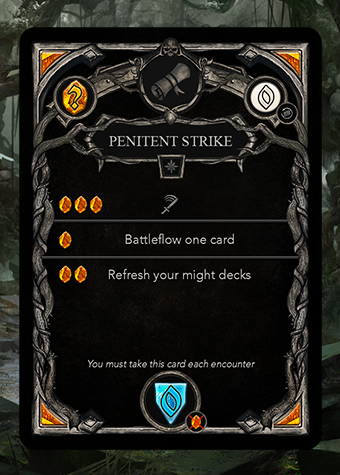 ?
PENITENT STRIKE
Battleflow one card
Refresh your might decks
You must take this card each encounter